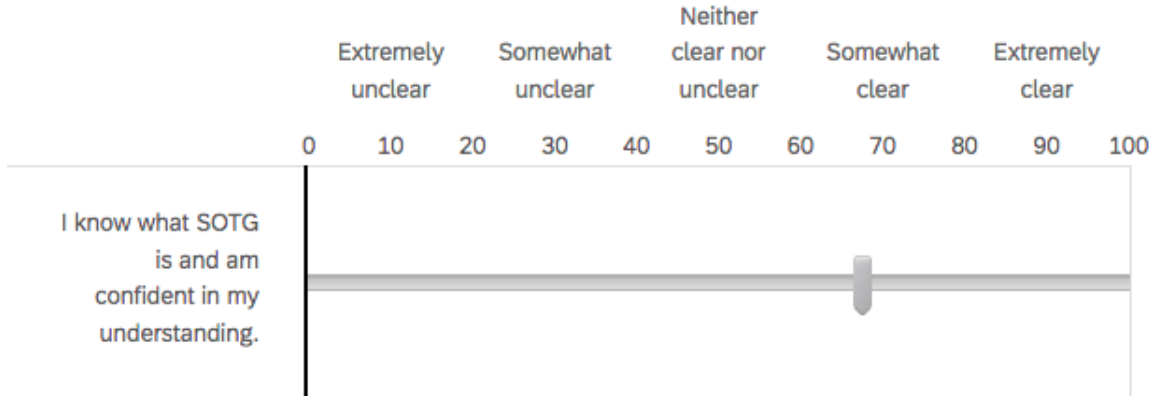 Extremely unclear
Somewhat unclear
Neither clear nor unclear
Somewhat clear
Extremely clear
0 10 20 30 40 50 60 70 80 90 100
I know what SOTG
is and am
confident in my
understanding.